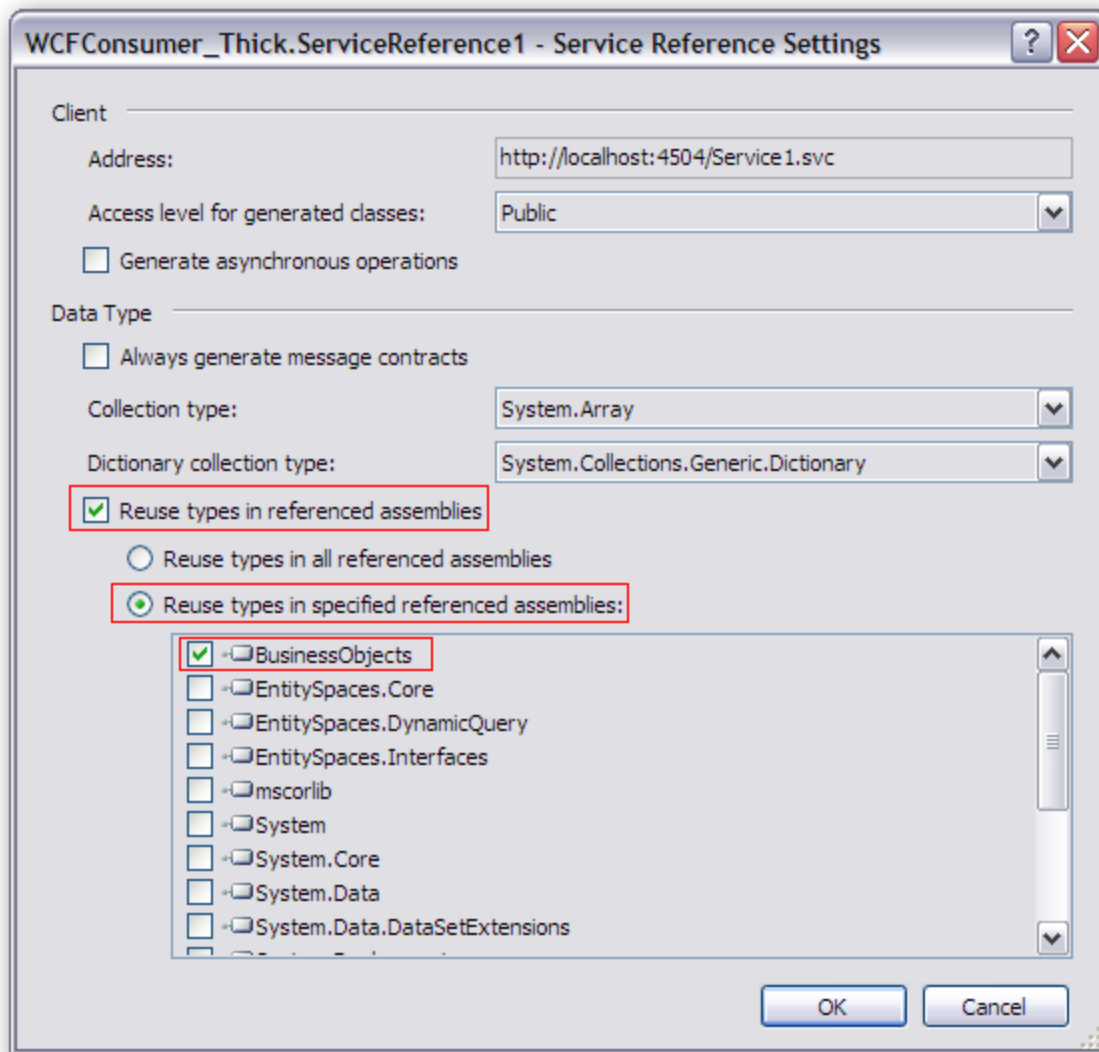 WCFConsumer_Thick.ServiceReference1 - Service Reference Settings
Client
Address: http://localhost:4504/Service1.svc
Access level for generated classes: Public
Generate asynchronous operations
Data Type
Always generate message contracts
Collection type: System.Array
Dictionary collection type: System.Collections.Generic.Dictionary
Reuse types in referenced assemblies
Reuse types in all referenced assemblies
Reuse types in specified referenced assemblies:
BusinessObjects
EntitySpaces.Core
EntitySpaces.DynamicQuery
EntitySpaces.Interfaces
mscorlib
System
System.Core
System.Data
System.Data.DataSetExtensions
OK Cancel